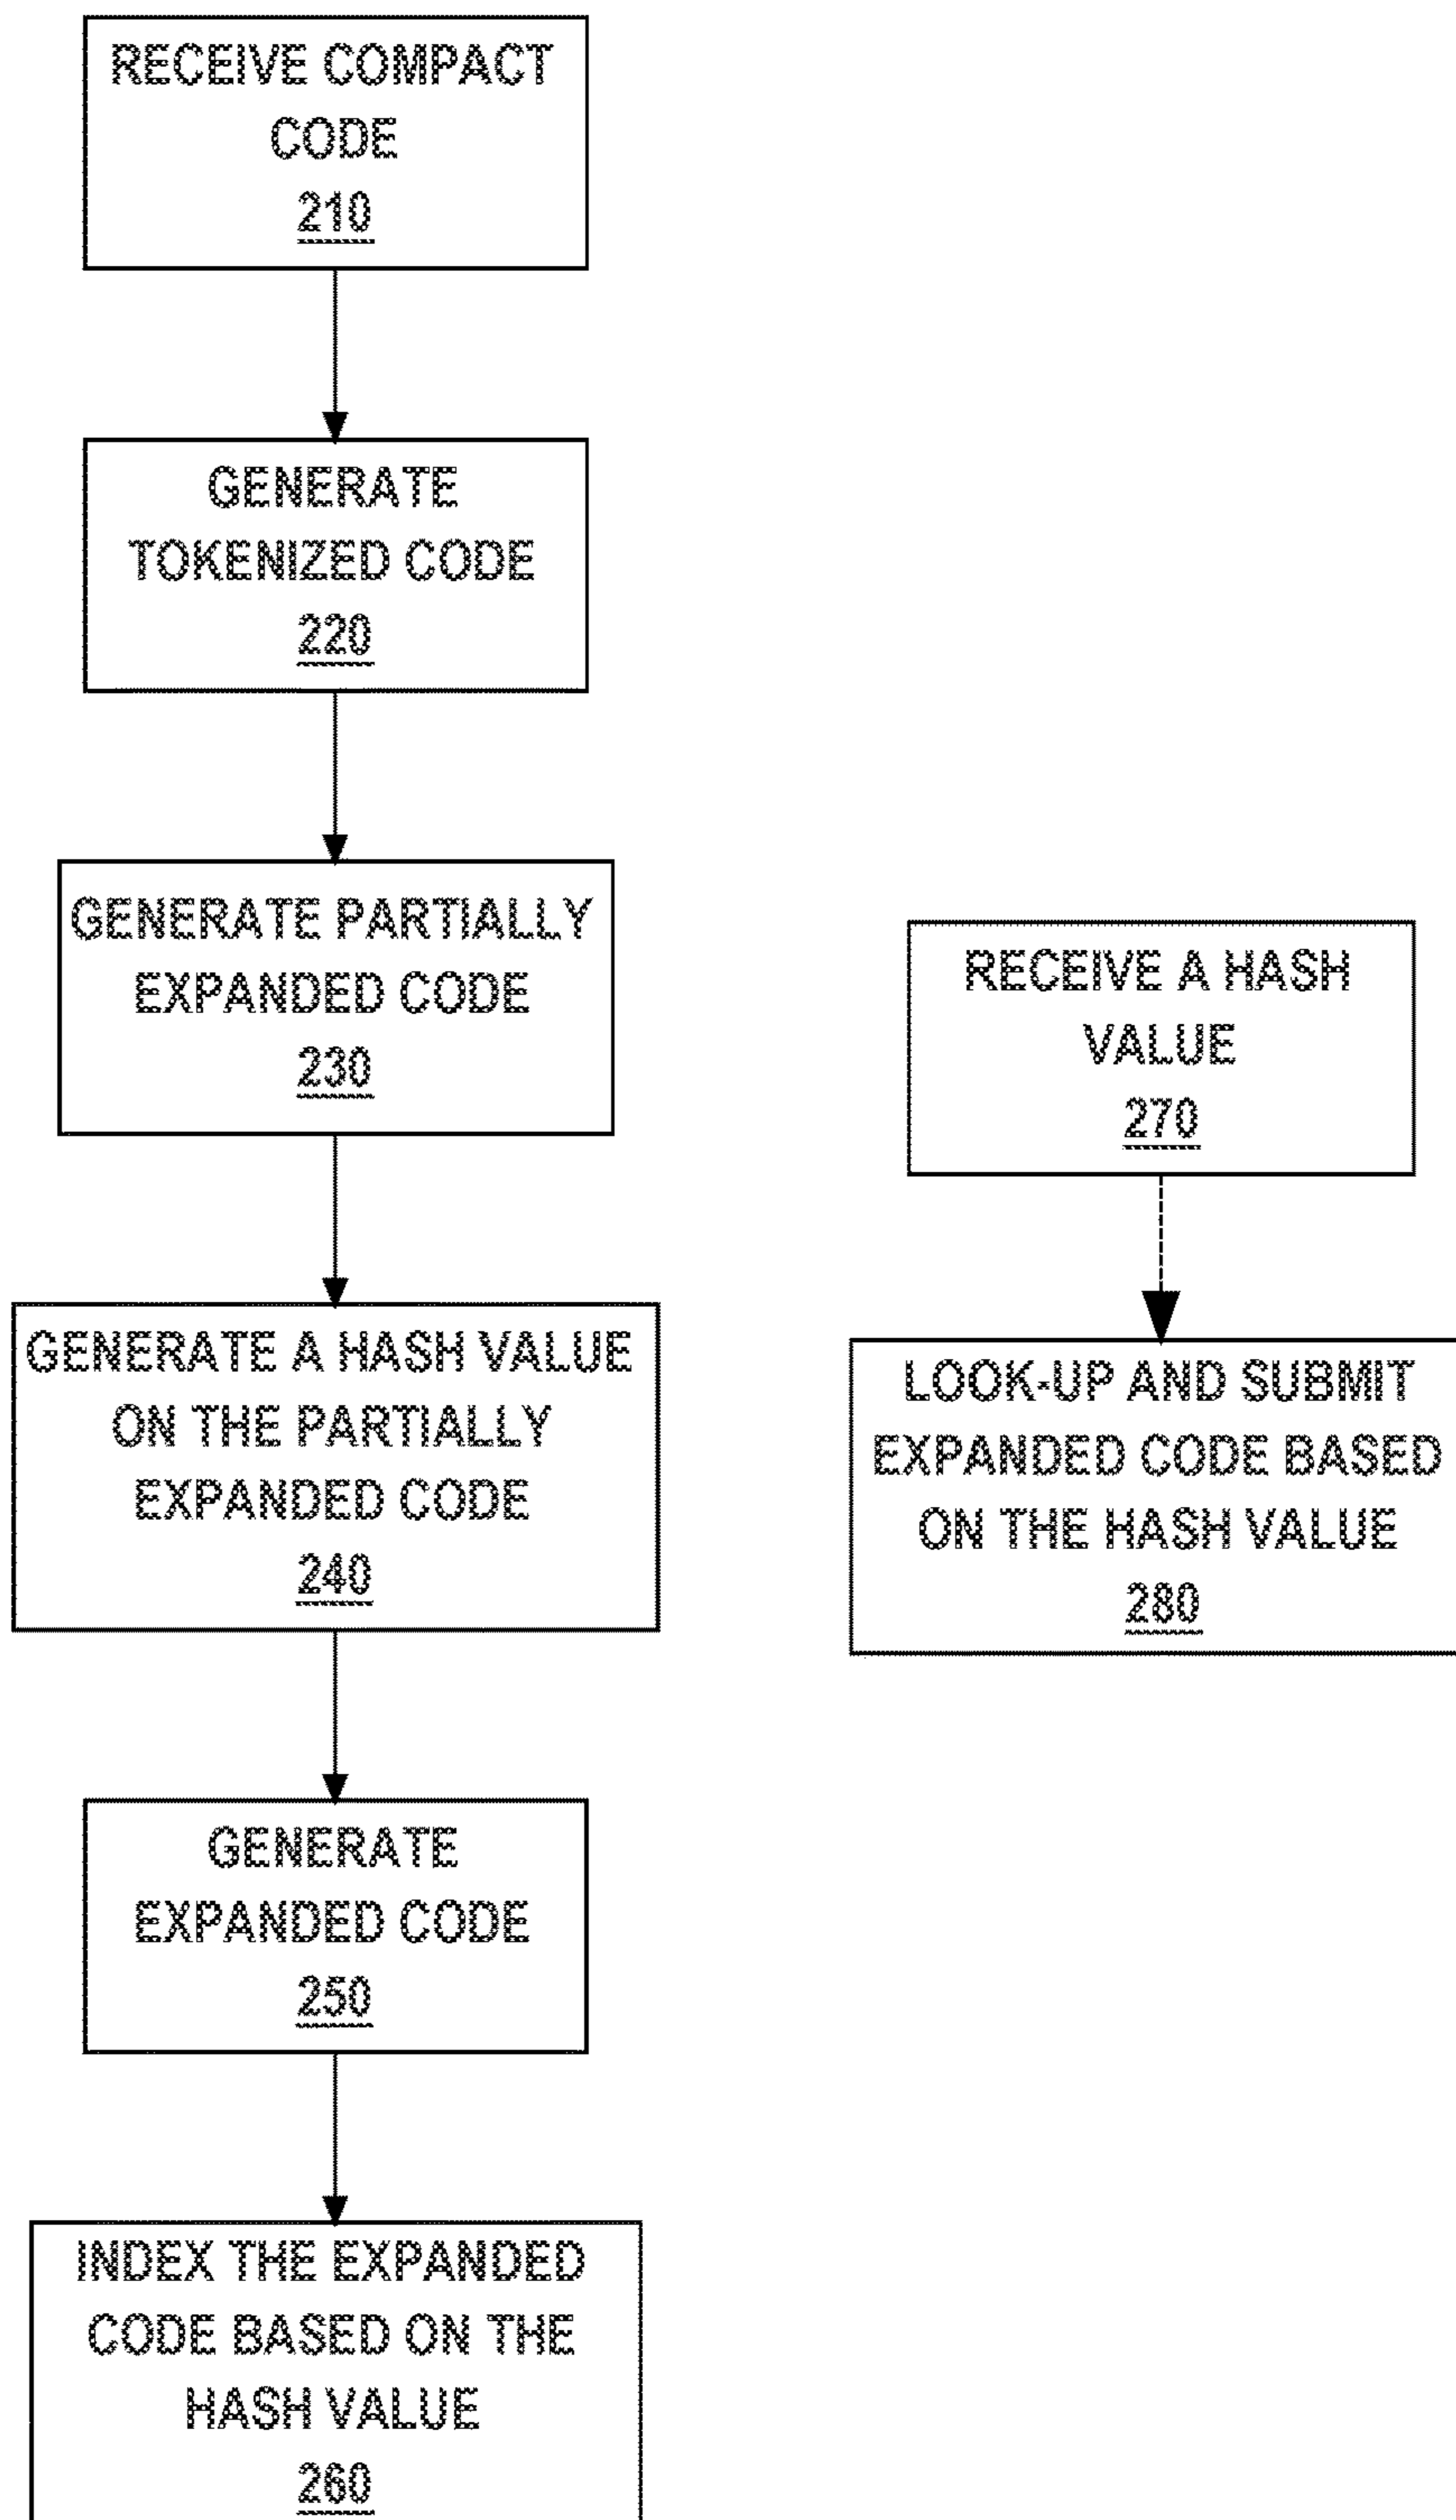 RECEIVE COMPACT
CODE
210
GENERATE
TOKENIZED CODE
220
GENERATE PARTIALLY
EXPANDED CODE
230
GENERATE A HASH VALUE
ON THE PARTIALLY
EXPANDED CODE
240
GENERATE
EXPANDED CODE
250
INDEX THE EXPANDED
CODE BASED ON THE
HASH VALUE
260
RECEIVE A HASH
VALUE
270
LOOK-UP AND SUBMIT
EXPANDED CODE BASED
ON THE HASH VALUE
280